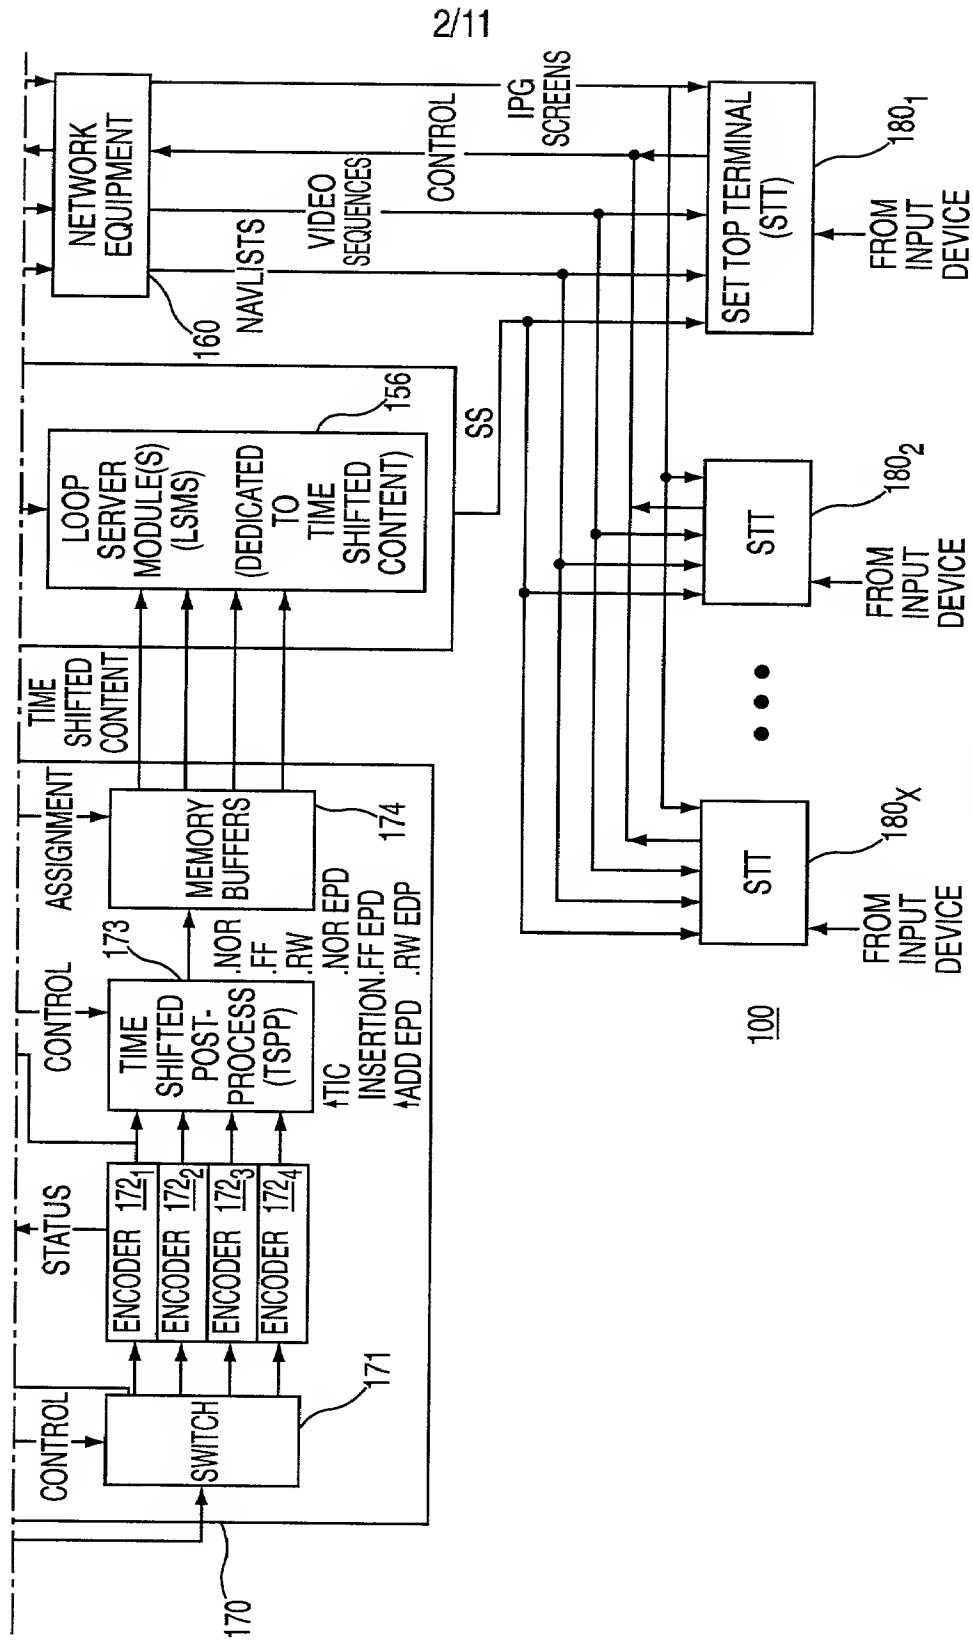 2/11
CONTROL
STATUS
CONTROL
ASSIGNMENT
TIME
SHIFTED
CONTENT
SWITCH
171
170
ENCODER 172₁
ENCODER 172₂
ENCODER 172₃
ENCODER 172₄
TIME
SHIFTED
POST-
PROCESS
(TSPP)
173
TIC
INSERTION
ADD EPD
.NOR
.FF
.RW
.NOR EPD
.FF EPD
.RW EDP
MEMORY
BUFFERS
174
LOOP
SERVER
MODULE(S)
(LSMS)
(DEDICATED
TO
TIME
SHIFTED
CONTENT)
156
SS
NETWORK
EQUIPMENT
160
NAVLISTS
VIDEO
SEQUENCES
CONTROL
IPG
SCREENS
STT
180X
FROM
INPUT
DEVICE
STT
180₂
FROM
INPUT
DEVICE
SET TOP TERMINAL
(STT)
180₁
FROM
INPUT
DEVICE
100